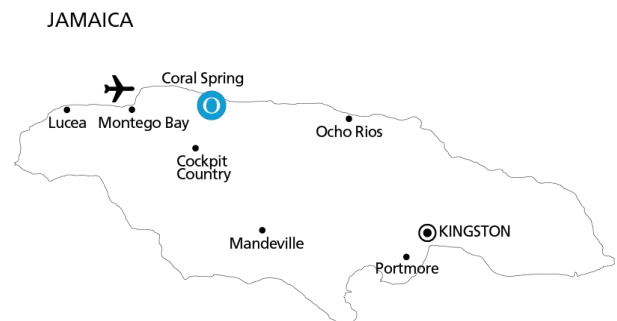 JAMAICA
Coral Spring
O
Lucea
Montego Bay
Ocho Rios
Cockpit
Country
Mandeville
KINGSTON
Portmore